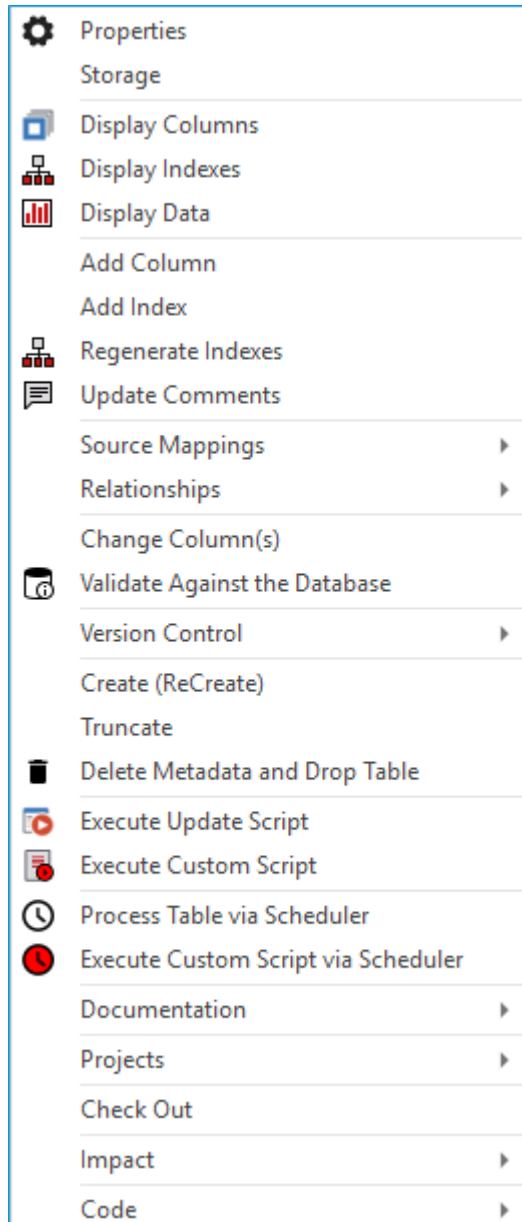 Properties
Storage
Display Columns
Display Indexes
Display Data
Add Column
Add Index
Regenerate Indexes
Update Comments
Source Mappings
Relationships
Change Column(s)
Validate Against the Database
Version Control
Create (ReCreate)
Truncate
Delete Metadata and Drop Table
Execute Update Script
Execute Custom Script
Process Table via Scheduler
Execute Custom Script via Scheduler
Documentation
Projects
Check Out
Impact
Code